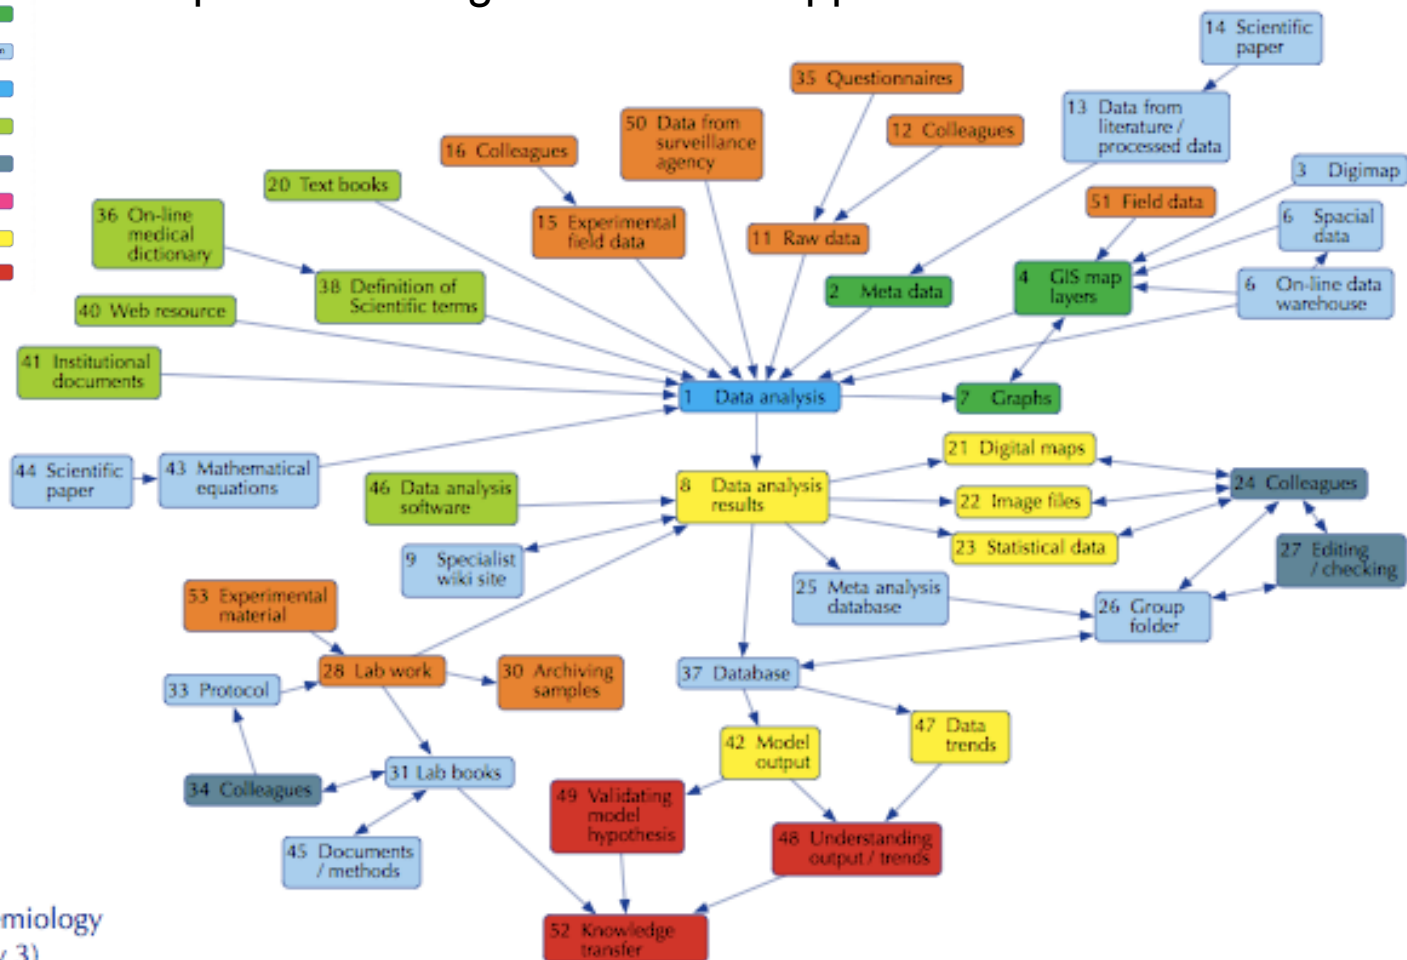 14 Scientific
paper
35 Questionnaires
13 Data from
literature /
processed data
50 Data from
surveillance
agency
12 Colleagues
16 Colleagues
3 Digimap
20 Text books
51 Field data
36 On-line
medical
dictionary
15 Experimental
field data
11 Raw data
6 Spacial
data
38 Definition of
Scientific terms
2 Meta data
4 GIS map
layers
6 On-line data
warehouse
40 Web resource
41 Institutional
documents
1 Data analysis
7 Graphs
44 Scientific
paper
43 Mathematical
equations
46 Data analysis
software
8 Data analysis
results
21 Digital maps
22 Image files
23 Statistical data
24 Colleagues
27 Editing
/ checking
9 Specialist
wiki site
25 Meta analysis
database
26 Group
folder
53 Experimental
material
28 Lab work
30 Archiving
samples
37 Database
33 Protocol
42 Model
output
47 Data
trends
34 Colleagues
31 Lab books
49 Validating
model
hypothesis
48 Understanding
output / trends
45 Documents
/ methods
52 Knowledge
transfer
emiology
3)